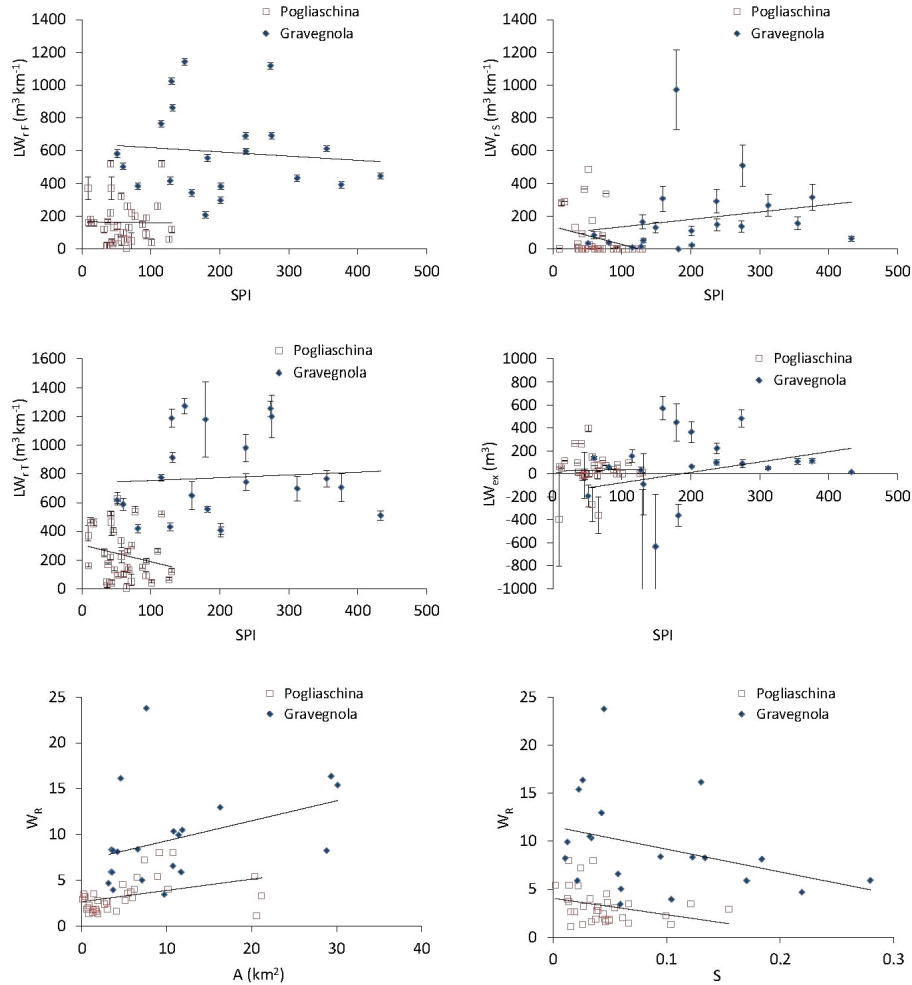 Pogliaschina
Gravegnola
1400
1200
1000
800
600
400
200
0
LWr F (m³ km⁻¹)
0 100 200 300 400 500
SPI
Pogliaschina
Gravegnola
1400
1200
1000
800
600
400
200
0
LWr S (m³ km⁻¹)
0 100 200 300 400 500
SPI
Pogliaschina
Gravegnola
1600
1400
1200
1000
800
600
400
200
0
LWr T (m³ km⁻¹)
0 100 200 300 400 500
SPI
Pogliaschina
Gravegnola
1000
800
600
400
200
0
-200
-400
-600
-800
-1000
LWex (m³)
0 100 200 300 400 500
SPI
Pogliaschina
Gravegnola
25
20
15
10
5
0
WR
0 10 20 30 40
A (km²)
Pogliaschina
Gravegnola
25
20
15
10
5
0
WR
0 0.1 0.2 0.3
S